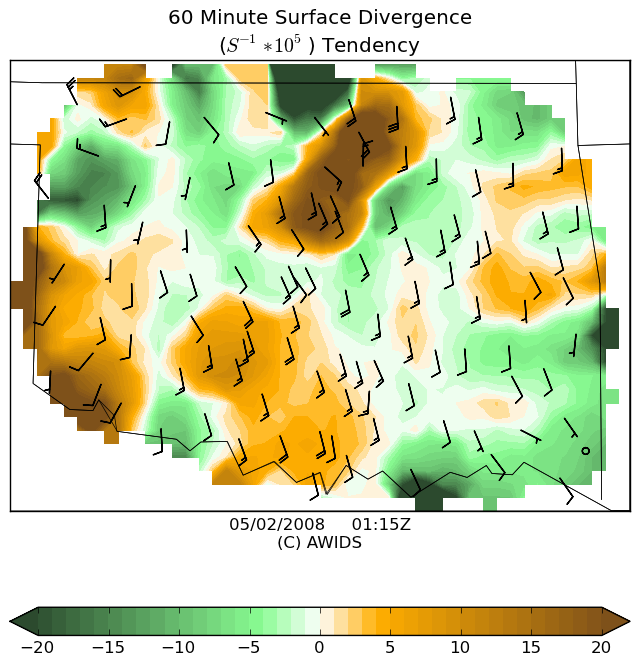 60 Minute Surface Divergence
(S⁻¹ *10⁵ ) Tendency
05/02/2008 01:15Z
(C) AWIDS
−20 −15 −10 −5 0 5 10 15 20